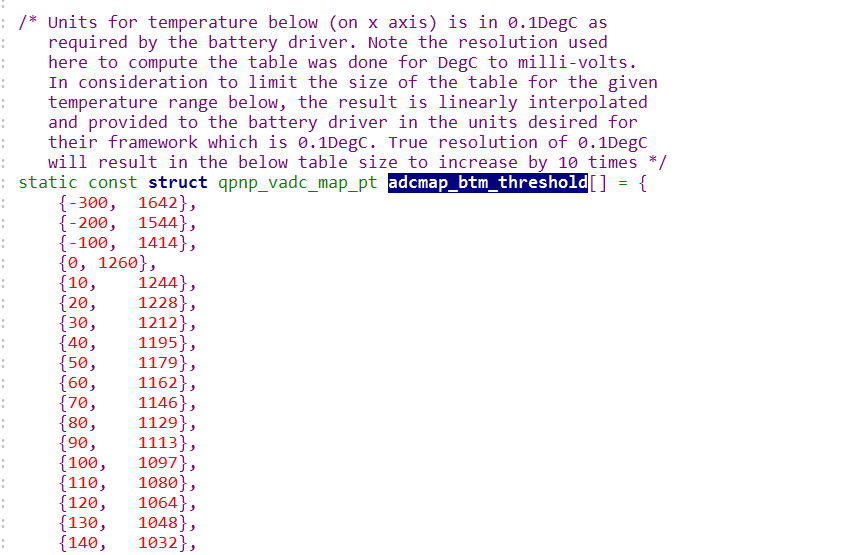 /* Units for temperature below (on x axis) is in 0.1DegC as
required by the battery driver. Note the resolution used
here to compute the table was done for DegC to milli-volts.
In consideration to limit the size of the table for the given
temperature range below, the result is linearly interpolated
and provided to the battery driver in the units desired for
their framework which is 0.1DegC. True resolution of 0.1DegC
will result in the below table size to increase by 10 times */
static const struct qpnp_vadc_map_pt adcmap_btm_threshold[] = {
{-300, 1642},
{-200, 1544},
{-100, 1414},
{0, 1260},
{10, 1244},
{20, 1228},
{30, 1212},
{40, 1195},
{50, 1179},
{60, 1162},
{70, 1146},
{80, 1129},
{90, 1113},
{100, 1097},
{110, 1080},
{120, 1064},
{130, 1048},
{140, 1032},